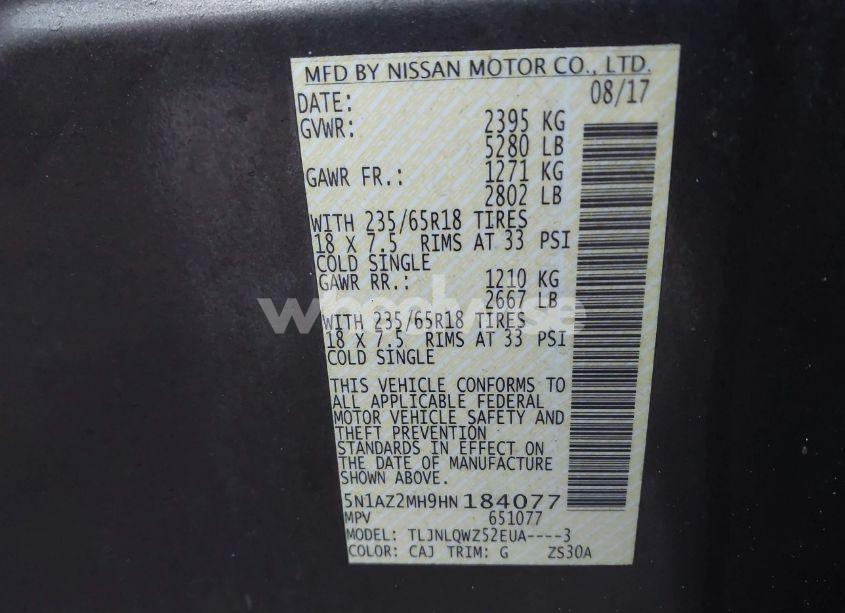 MFD BY NISSAN MOTOR CO., LTD.
DATE: 08/17
GVWR: 2395 KG
5280 LB
GAWR FR.: 1271 KG
2802 LB
WITH 235/65R18 TIRES
18 X 7.5 RIMS AT 33 PSI
COLD SINGLE
GAWR RR.: 1210 KG
2667 LB
WITH 235/65R18 TIRES
18 X 7.5 RIMS AT 33 PSI
COLD SINGLE
THIS VEHICLE CONFORMS TO
ALL APPLICABLE FEDERAL
MOTOR VEHICLE SAFETY AND
THEFT PREVENTION
STANDARDS IN EFFECT ON
THE DATE OF MANUFACTURE
SHOWN ABOVE.
5N1AZ2MH9HN 184077
MPV 651077
MODEL: TLJNLQWZ52EUA----3
COLOR: CAJ TRIM: G ZS30A